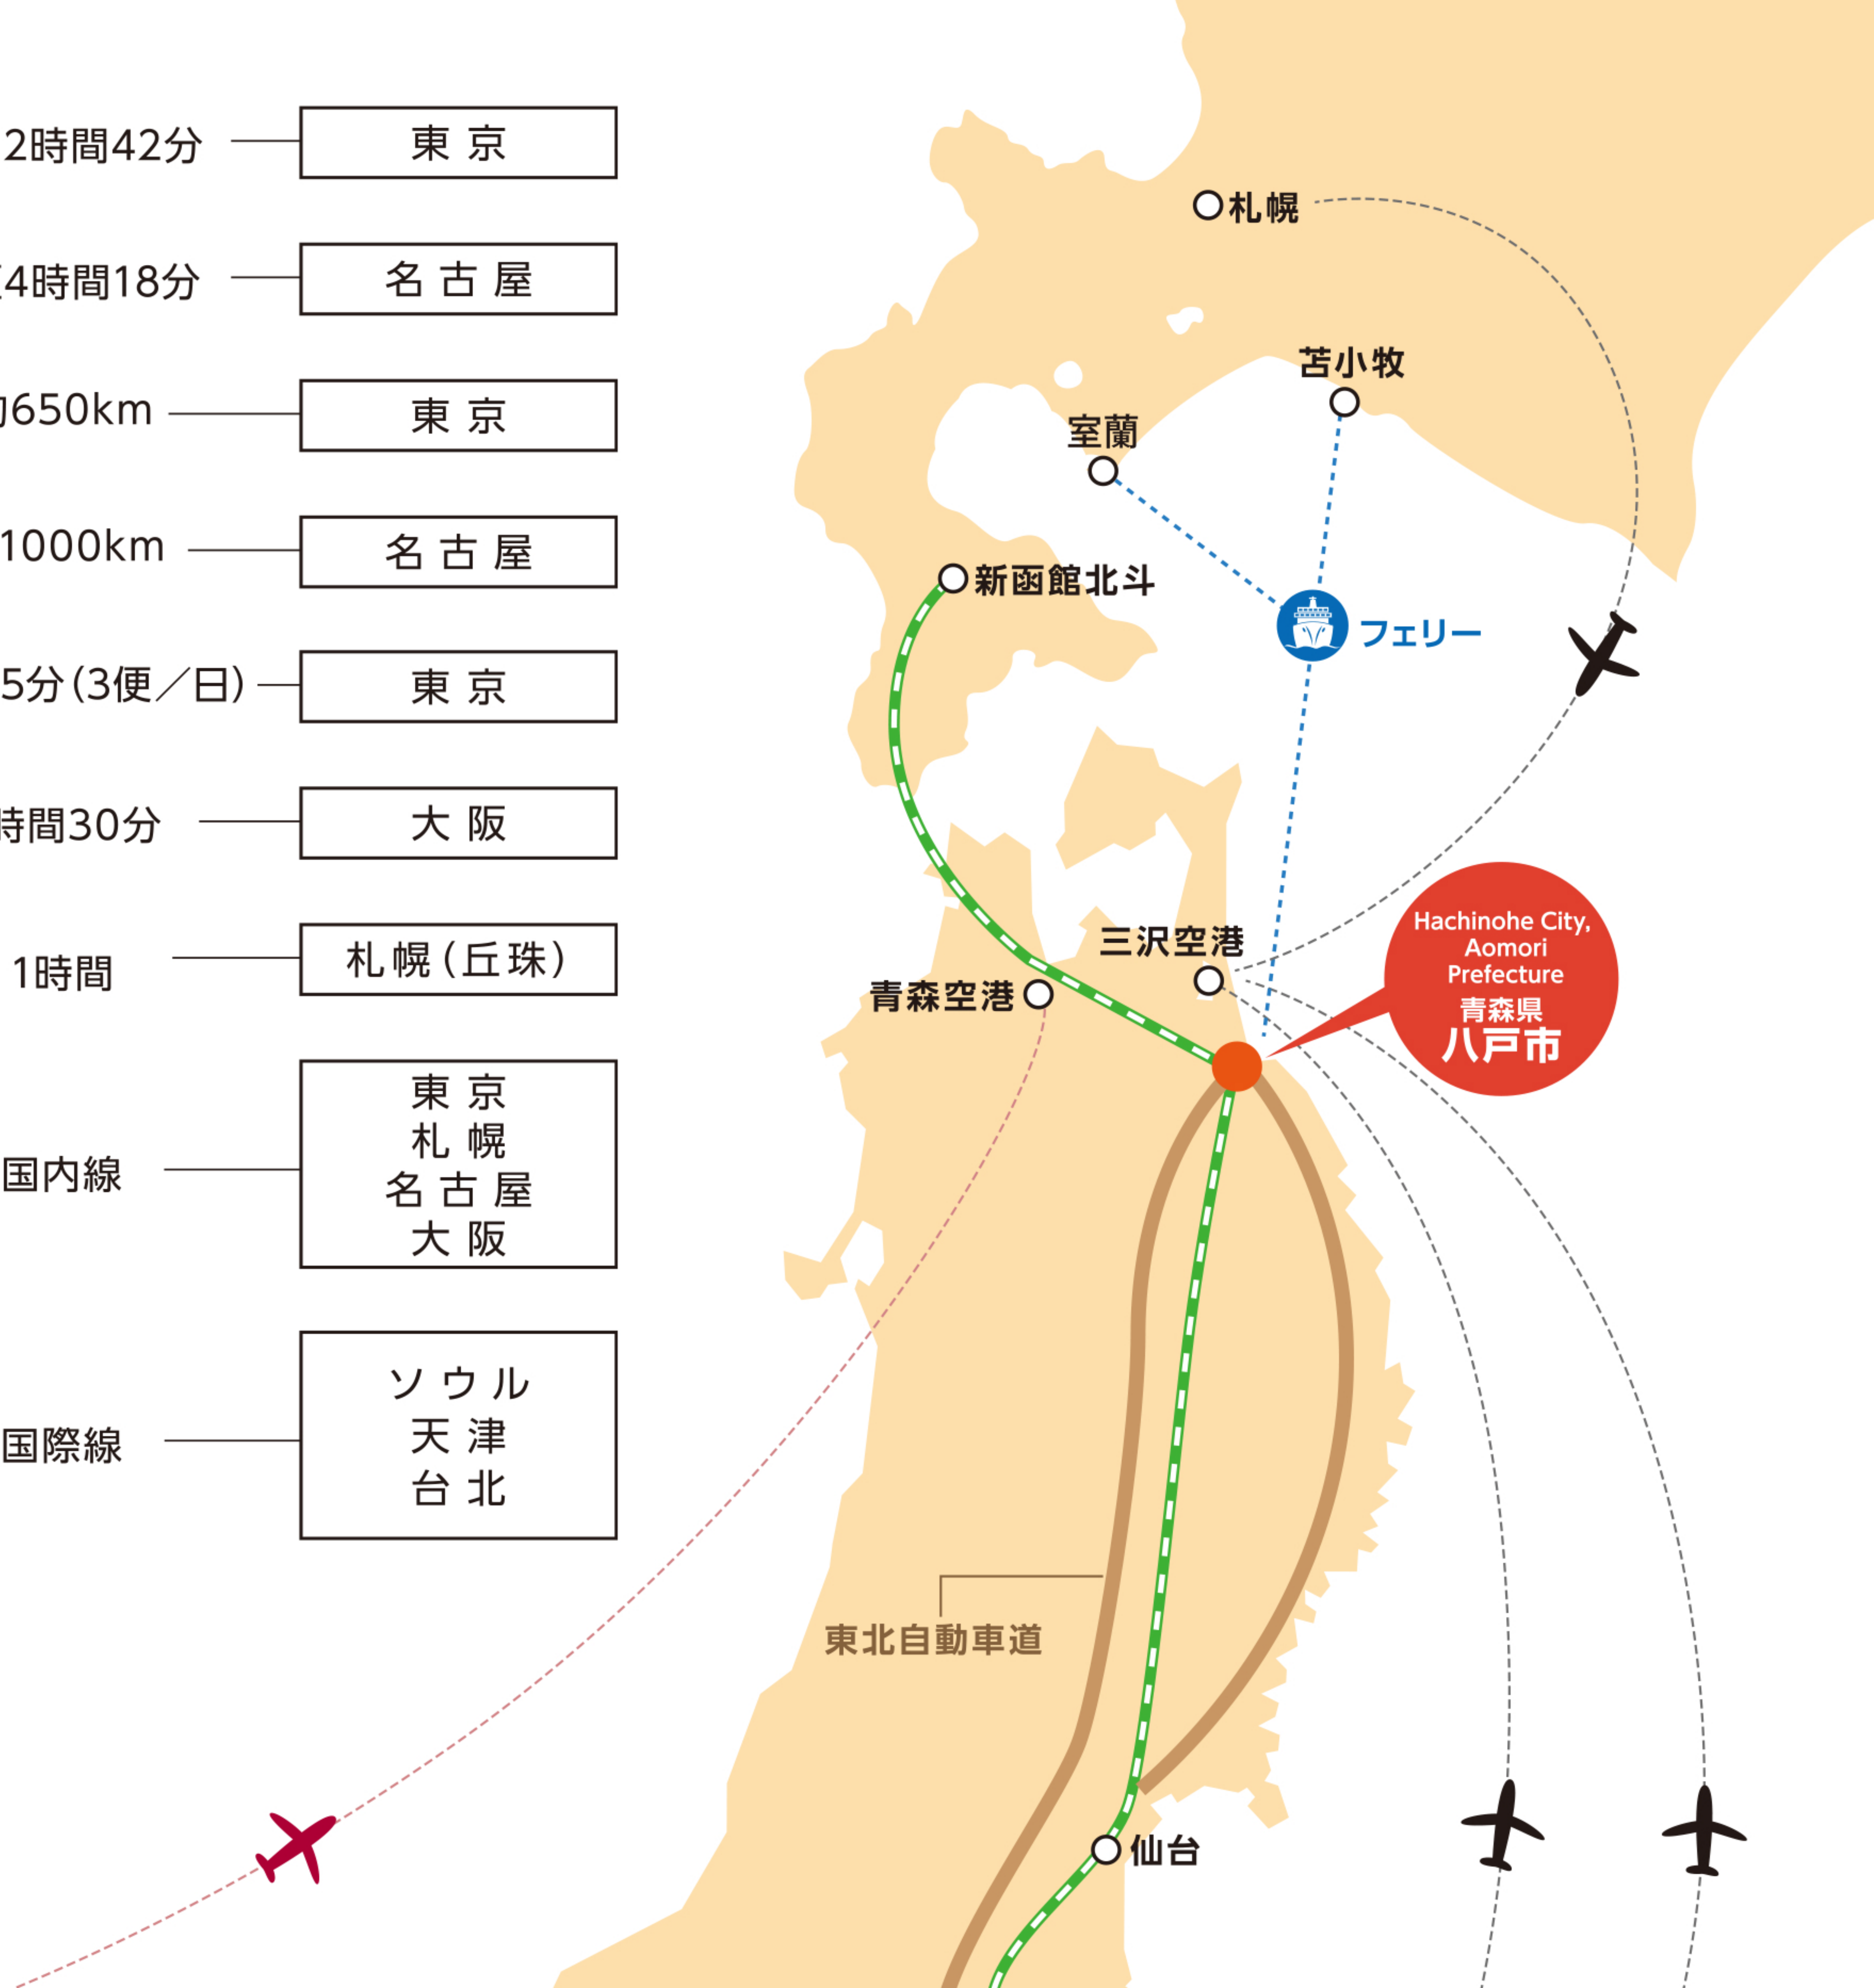 2時間42分 東京
4時間18分 名古屋
650km 東京
1000km 名古屋
5分(3便／日) 東京
時間30分 大阪
1時間 札幌(丘珠)
国内線
東京
札幌
名古屋
大阪
国際線
ソウル
天津
台北
札幌
苫小牧
室蘭
新函館北斗
フェリー
三沢空港
青森空港
Hachinohe City,
Aomori
Prefecture
青森県
八戸市
東北自動車道
仙台